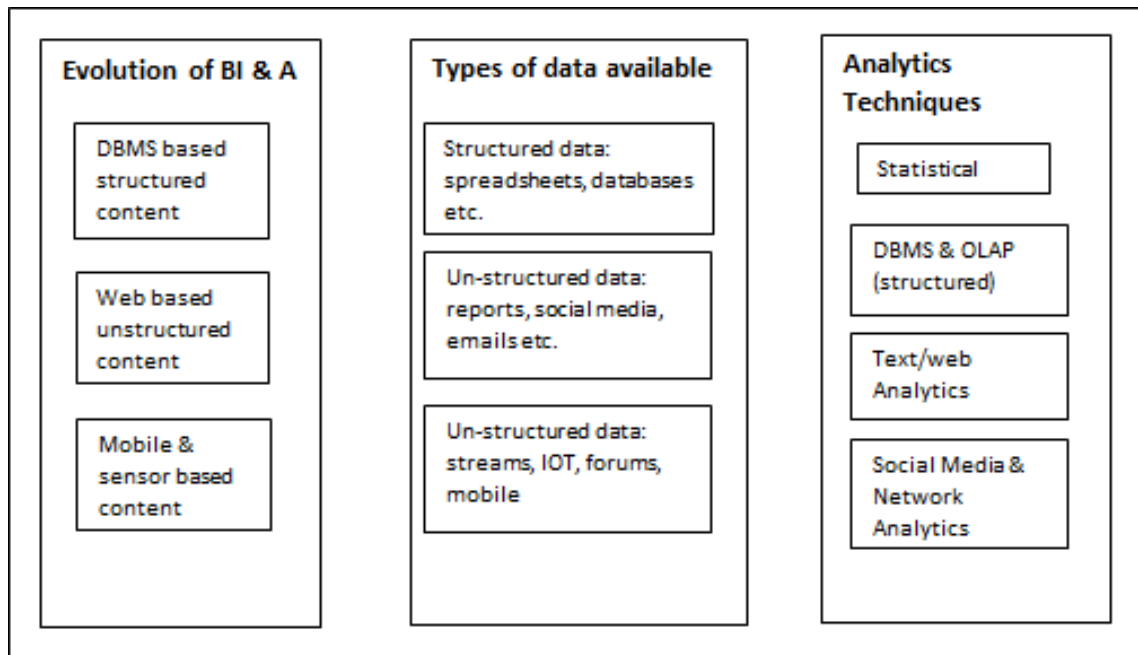 Evolution of BI & A
DBMS based
structured
content
Web based
unstructured
content
Mobile &
sensor based
content
Types of data available
Structured data:
spreadsheets, databases
etc.
Un-structured data:
reports, social media,
emails etc.
Un-structured data:
streams, IOT, forums,
mobile
Analytics
Techniques
Statistical
DBMS & OLAP
(structured)
Text/web
Analytics
Social Media &
Network
Analytics